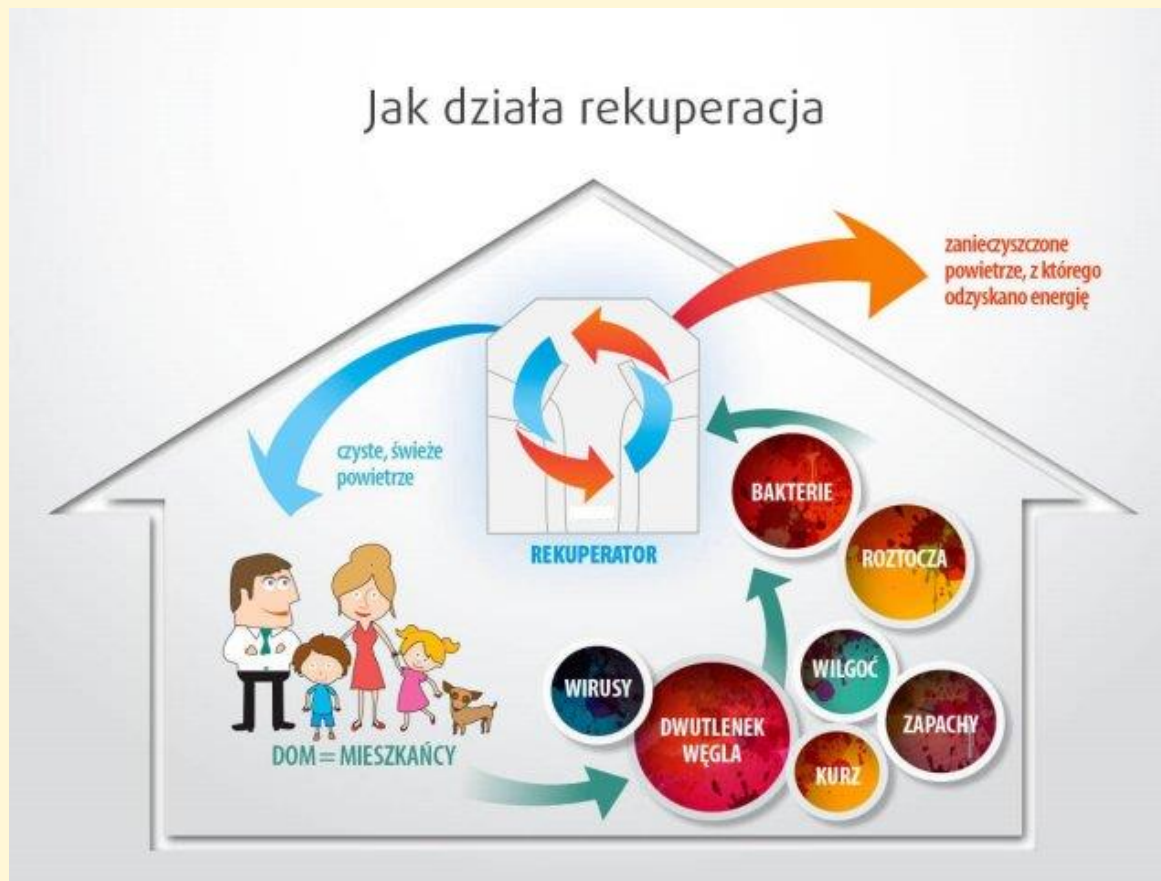 Jak działa rekuperacja
zanieczyszczone
powietrze, z którego
odzyskano energię
czyste, świeże
powietrze
REKUPERATOR
BAKTERIE
ROZTOCZA
WIRUSY
DWUTLENEK
WĘGLA
WILGOĆ
ZAPACHY
KURZ
DOM = MIESZKAŃCY